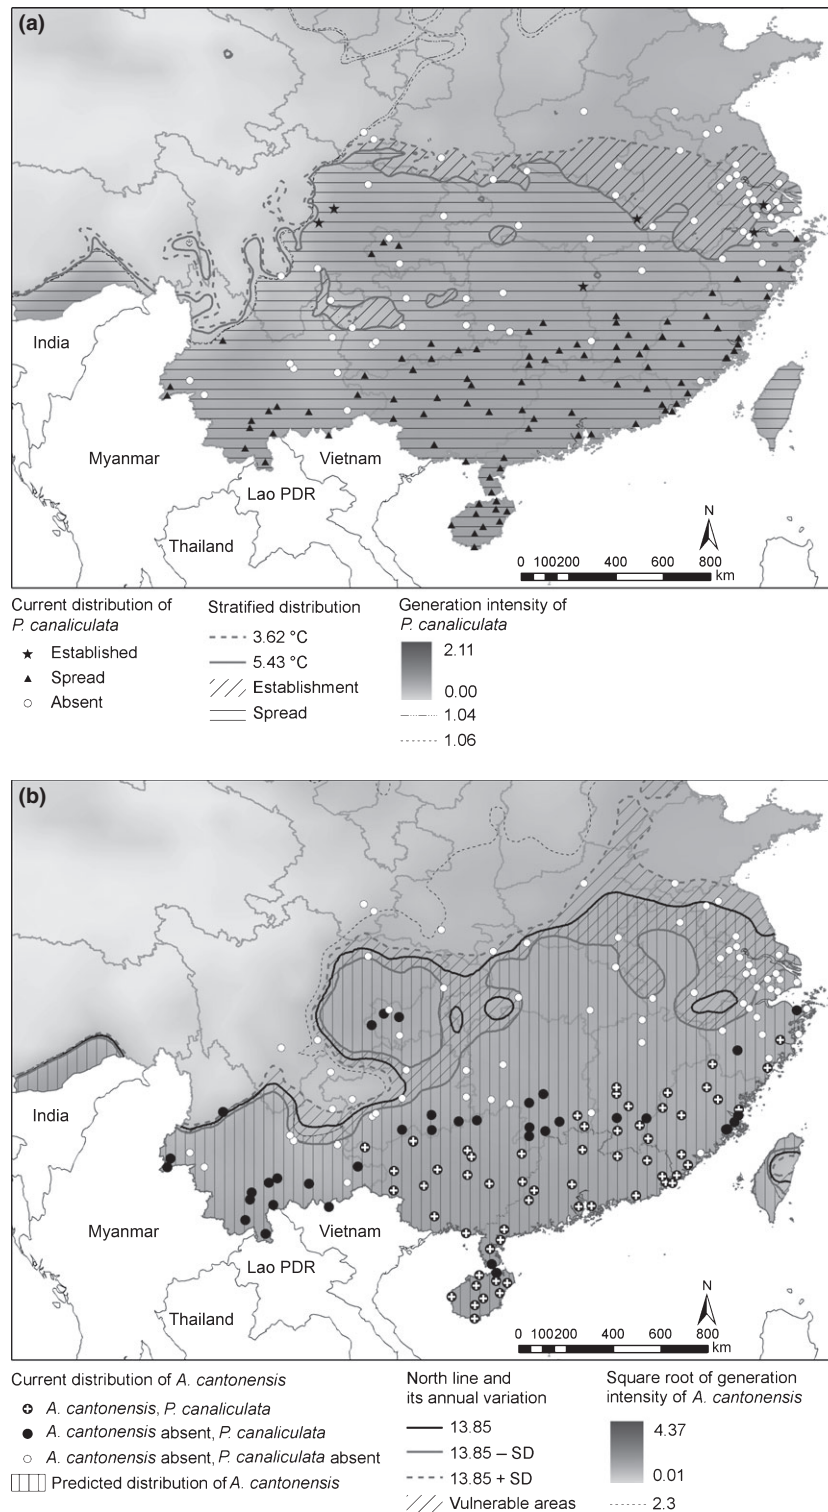 (a)
India
Myanmar
Vietnam
Lao PDR
Thailand
N
0 100200 400 600 800
km
Current distribution of
P. canaliculata
Established
Spread
Absent
Stratified distribution
3.62 °C
5.43 °C
Establishment
Spread
Generation intensity of
P. canaliculata
2.11
0.00
1.04
1.06
(b)
India
Myanmar
Vietnam
Lao PDR
Thailand
N
0 100200 400 600 800
km
Current distribution of A. cantonensis
A. cantonensis, P. canaliculata
A. cantonensis absent, P. canaliculata
A. cantonensis absent, P. canaliculata absent
Predicted distribution of A. cantonensis
North line and
its annual variation
13.85
13.85 – SD
13.85 + SD
Vulnerable areas
Square root of generation
intensity of A. cantonensis
4.37
0.01
2.3